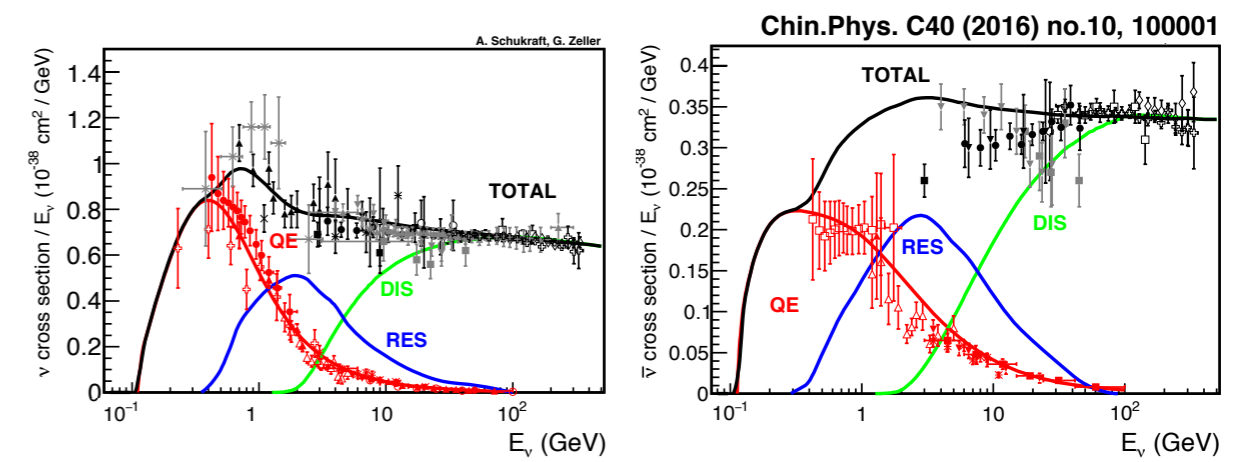 Chin.Phys. C40 (2016) no.10, 100001
A. Schukraft, G. Zeller
ν cross section / Eν (10⁻³⁸ cm² / GeV)
1.4
1.2
1
0.8
0.6
0.4
0.2
0
TOTAL
QE
DIS
RES
10⁻¹ 1 10 10²
Eν (GeV)
ν̅ cross section / Eν (10⁻³⁸ cm² / GeV)
0.4
0.35
0.3
0.25
0.2
0.15
0.1
0.05
0
TOTAL
DIS
RES
QE
10⁻¹ 1 10 10²
Eν (GeV)